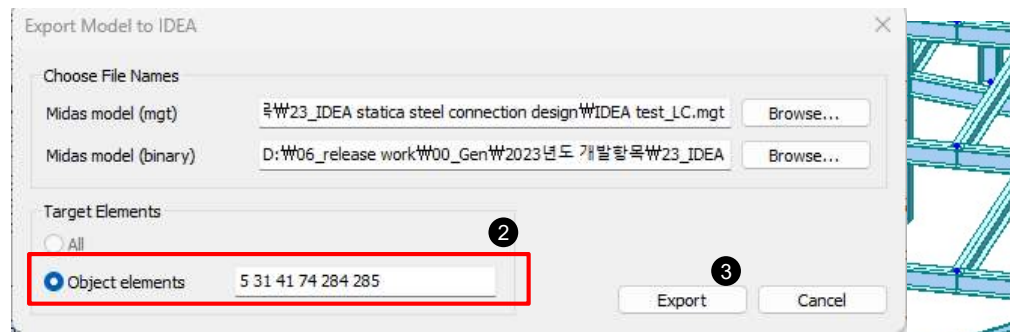 Export Model to IDEA
Choose File Names
Midas model (mgt) ₩23_IDEA statica steel connection design₩IDEA test_LC.mgt Browse...
Midas model (binary) D:₩06_release work₩00_Gen₩2023년도 개발항목₩23_IDEA Browse...
Target Elements
2
All
Object elements 5 31 41 74 284 285
3
Export Cancel